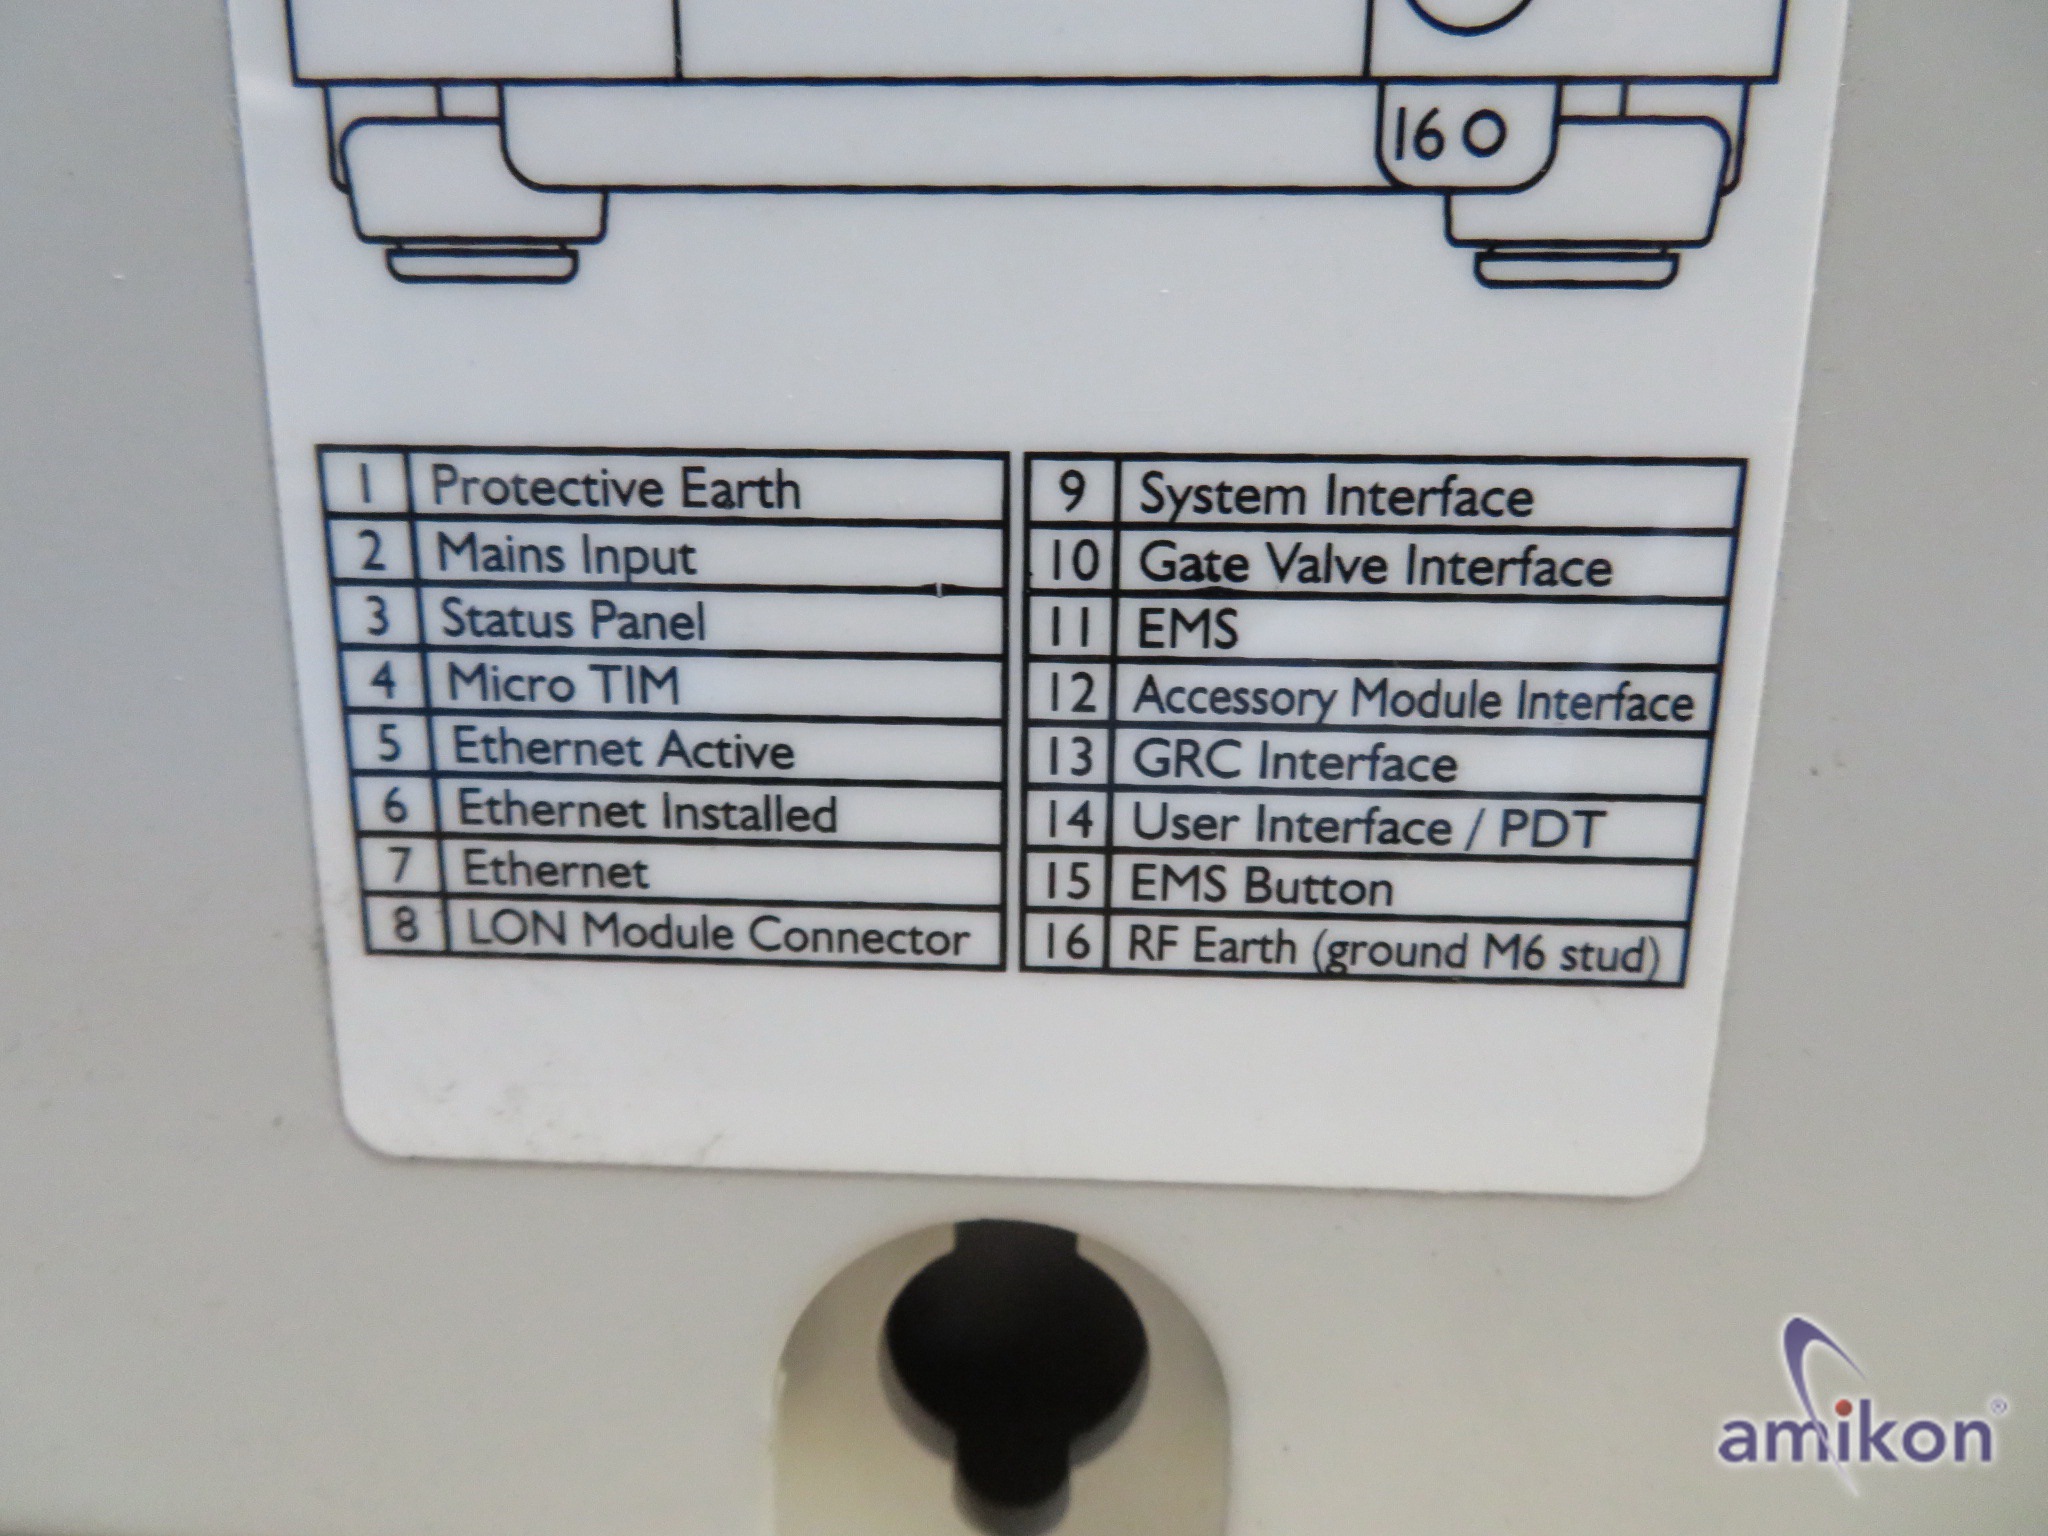 16
1 Protective Earth
2 Mains Input
3 Status Panel
4 Micro TIM
5 Ethernet Active
6 Ethernet Installed
7 Ethernet
8 LON Module Connector
9 System Interface
10 Gate Valve Interface
11 EMS
12 Accessory Module Interface
13 GRC Interface
14 User Interface / PDT
15 EMS Button
16 RF Earth (ground M6 stud)
amikon®